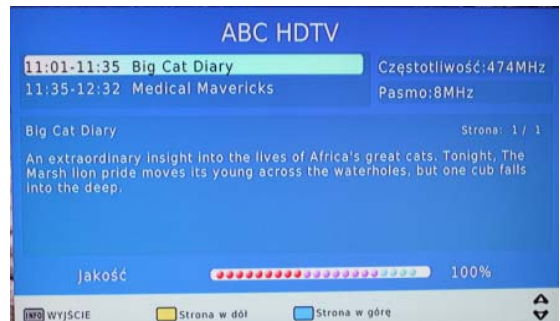 ABC HDTV
11:01-11:35 Big Cat Diary
11:35-12:32 Medical Mavericks
Częstotliwość:474MHz
Pasmo:8MHz
Big Cat Diary
Strona: 1/ 1
An extraordinary insight into the lives of Africa's great cats. Tonight, The
Marsh lion pride moves its young across the waterholes, but one cub falls
into the deep.
Jakość 100%
INFO WYJŚCIE Strona w dół Strona w górę